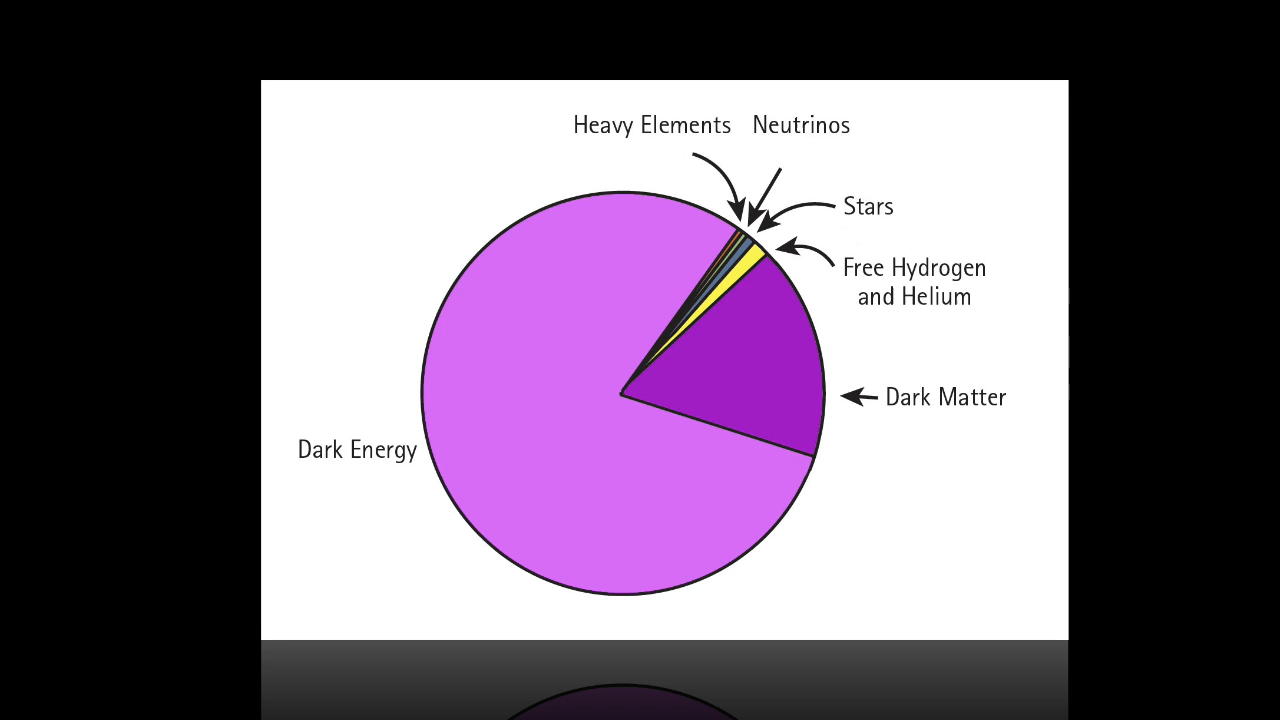 Heavy Elements
Neutrinos
Stars
Free Hydrogen
and Helium
Dark Matter
Dark Energy